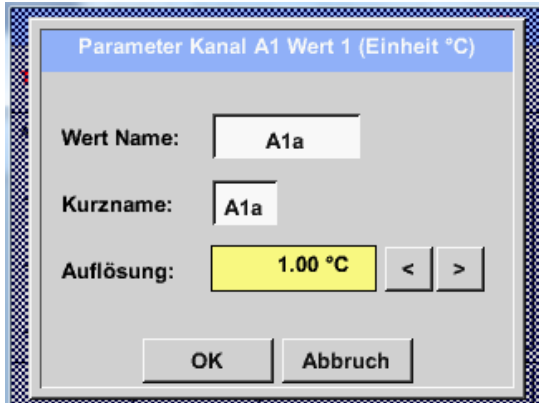 Parameter Kanal A1 Wert 1 (Einheit °C)
Wert Name: A1a
Kurzname: A1a
Auflösung: 1.00 °C < >
OK Abbruch